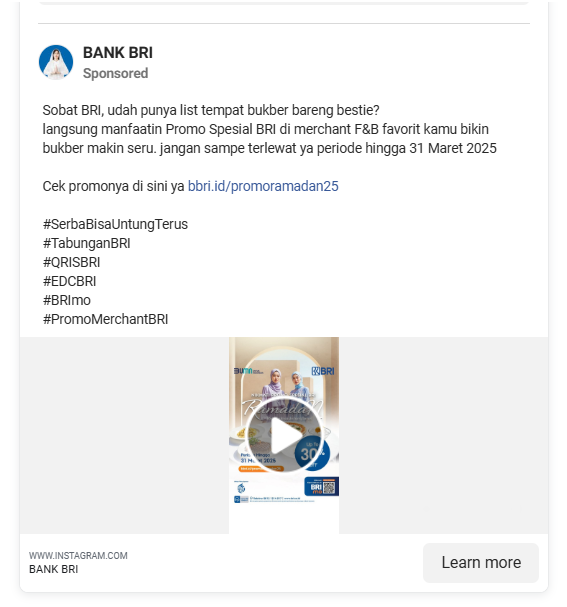 BANK BRI
Sponsored
Sobat BRI, udah punya list tempat bukber bareng bestie?
langsung manfaatin Promo Spesial BRI di merchant F&B favorit kamu bikin
bukber makin seru. jangan sampe terlewat ya periode hingga 31 Maret 2025
Cek promonya di sini ya bbri.id/promoramadan25
#SerbaBisaUntungTerus
#TabunganBRI
#QRISBRI
#EDCBRI
#BRImo
#PromoMerchantBRI
BUMN
BRI
Ramadan
31 Maret 2025
30%
BRI
WWW.INSTAGRAM.COM
BANK BRI
Learn more